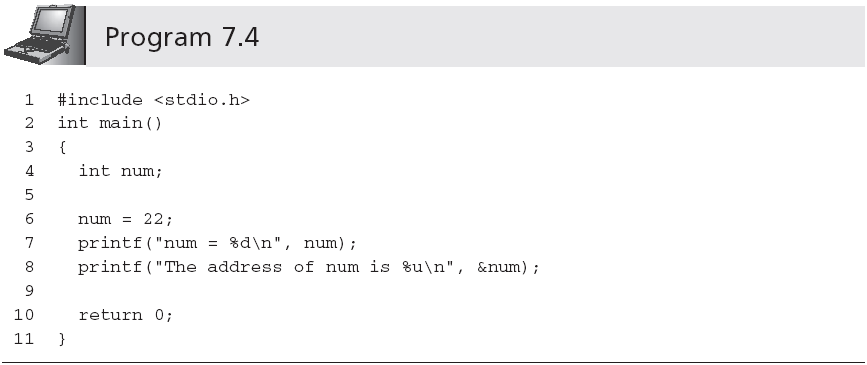 Program 7.4
1 #include <stdio.h>
2 int main()
3 {
4 int num;
5
6 num = 22;
7 printf("num = %d\n", num);
8 printf("The address of num is %u\n", &num);
9
10 return 0;
11 }